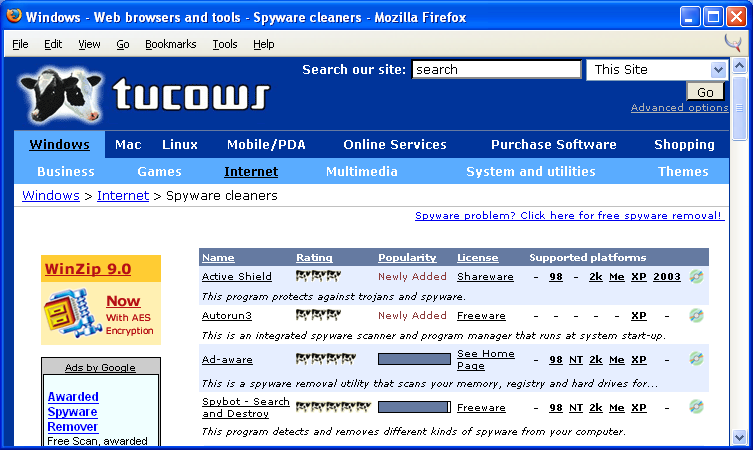 Windows - Web browsers and tools - Spyware cleaners - Mozilla Firefox
File Edit View Go Bookmarks Tools Help
tucows
Search our site: search This Site
Go
Advanced options
Windows Mac Linux Mobile/PDA Online Services Purchase Software Shopping
Business Games Internet Multimedia System and utilities Themes
Windows > Internet > Spyware cleaners
Spyware problem? Click here for free spyware removal!
WinZip 9.0
Now
With AES
Encryption
Ads by Google
Awarded
Spyware
Remover
Free Scan, awarded
Name Rating Popularity License Supported platforms
Active Shield Newly Added Shareware - 98 - 2k Me XP 2003
This program protects against trojans and spyware.
Autorun3 Newly Added Freeware - - - - - XP -
This is an integrated spyware scanner and program manager that runs at system start-up.
Ad-aware See Home Page - 98 NT 2k Me XP -
This is a spyware removal utility that scans your memory, registry and hard drives for...
Spybot - Search and Destroy Freeware - 98 NT 2k Me XP -
This program detects and removes different kinds of spyware from your computer.